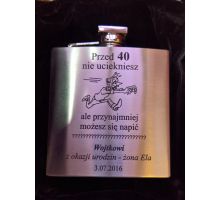 Przed 40
nie uciekniesz
ale przynajmniej
możesz się napić
???????????????????????????
Wojtkowi
z okazji urodzin - żona Ela
3.07.2016